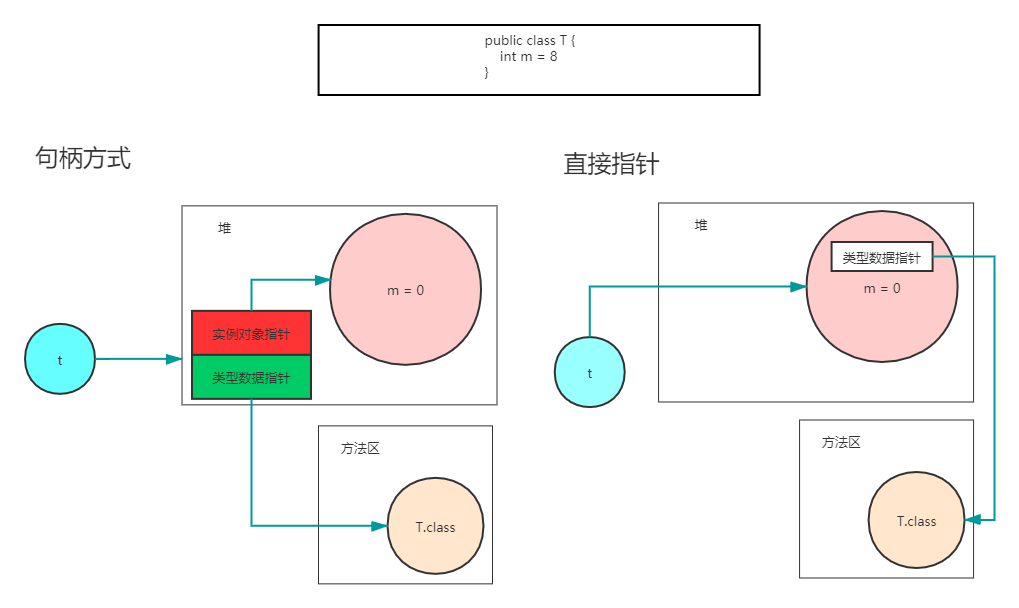 public class T {
int m = 8
}
句柄方式
堆
m = 0
实例对象指针
类型数据指针
t
方法区
T.class
直接指针
堆
类型数据指针
m = 0
t
方法区
T.class